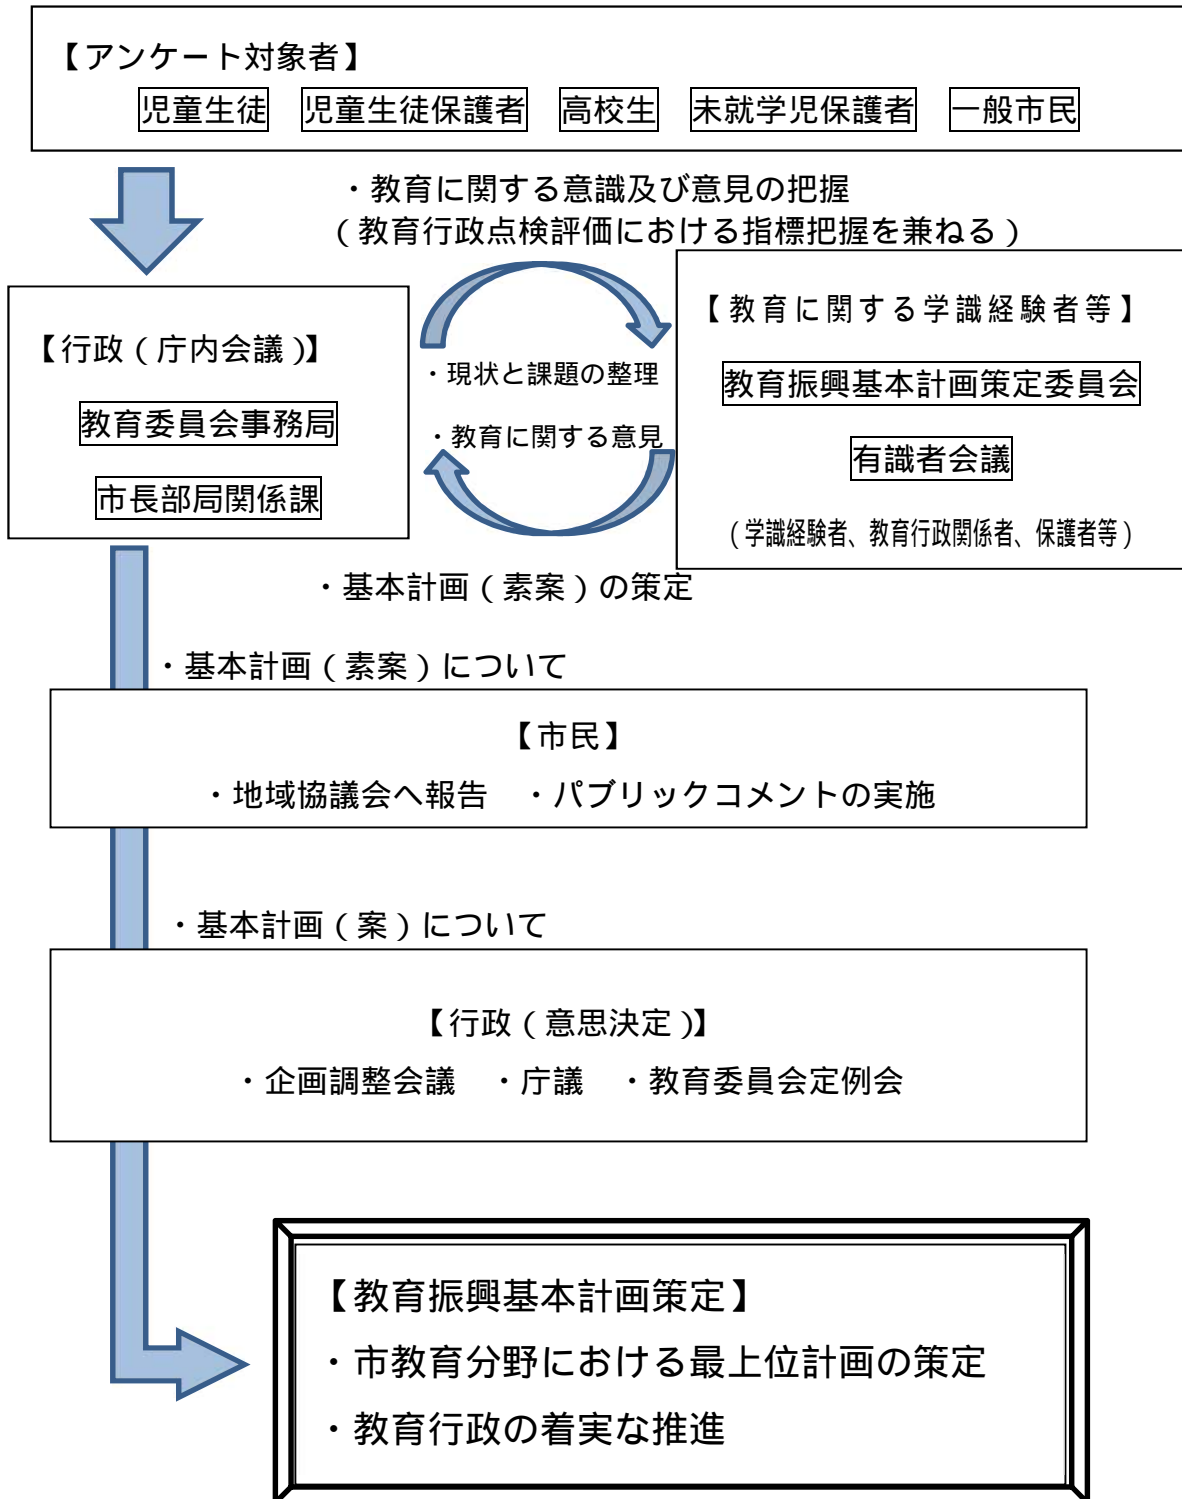 【アンケート対象者】
児童生徒 児童生徒保護者 高校生 未就学児保護者 一般市民
・教育に関する意識及び意見の把握
（教育行政点検評価における指標把握を兼ねる）
【行政（庁内会議）】
教育委員会事務局
市長部局関係課
・現状と課題の整理
・教育に関する意見
【教育に関する学識経験者等】
教育振興基本計画策定委員会
有識者会議
（学識経験者、教育行政関係者、保護者等）
・基本計画（素案）の策定
・基本計画（素案）について
【市民】
・地域協議会へ報告 ・パブリックコメントの実施
・基本計画（案）について
【行政（意思決定）】
・企画調整会議 ・庁議 ・教育委員会定例会
【教育振興基本計画策定】
・市教育分野における最上位計画の策定
・教育行政の着実な推進